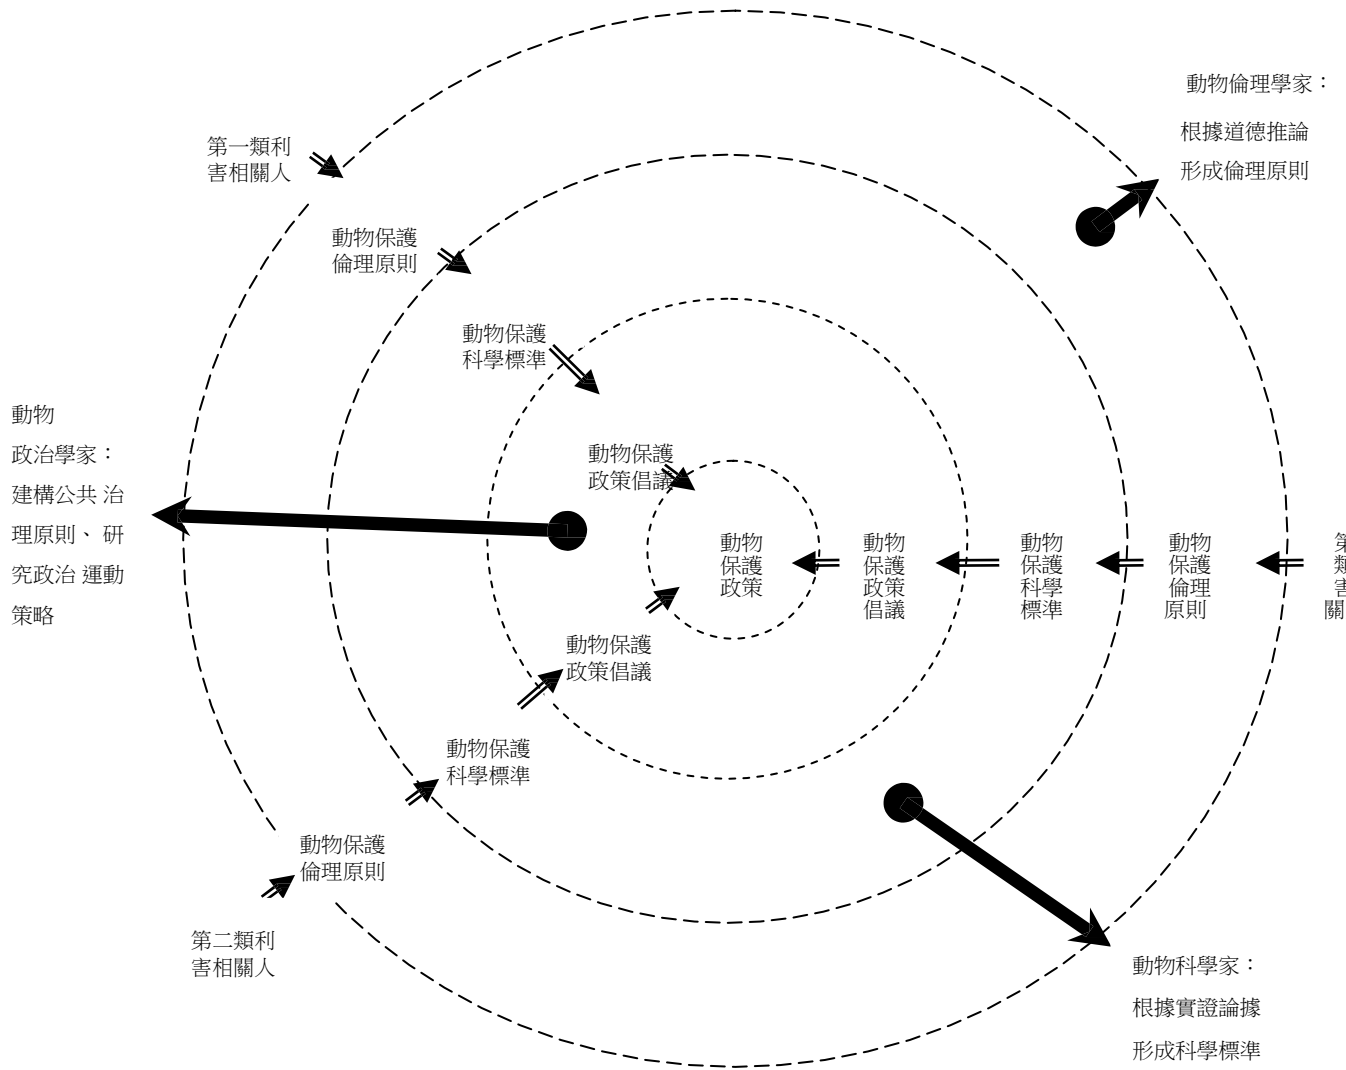 動物倫理學家：
根據道德推論
形成倫理原則
第一類利
害相關人
動物保護
倫理原則
動物保護
科學標準
動物
政治學家：
建構公共 治
理原則、 研
究政治 運動
策略
動物保護
政策倡議
動物
保護
政策
動物
保護
政策
倡議
動物
保護
科學
標準
動物
保護
倫理
原則
動物保護
政策倡議
動物保護
科學標準
動物保護
倫理原則
第二類利
害相關人
動物科學家：
根據實證論據
形成科學標準